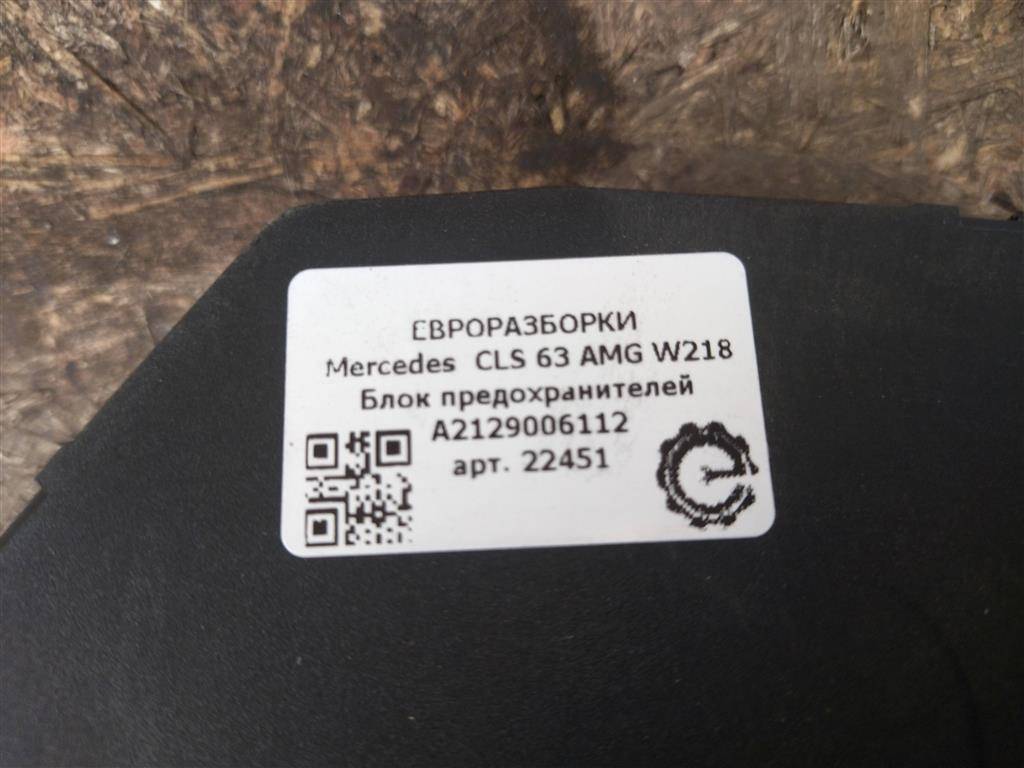 ЕВРОРАЗБОРКИ
Mercedes CLS 63 AMG W218
Блок предохранителей
A2129006112
арт. 22451